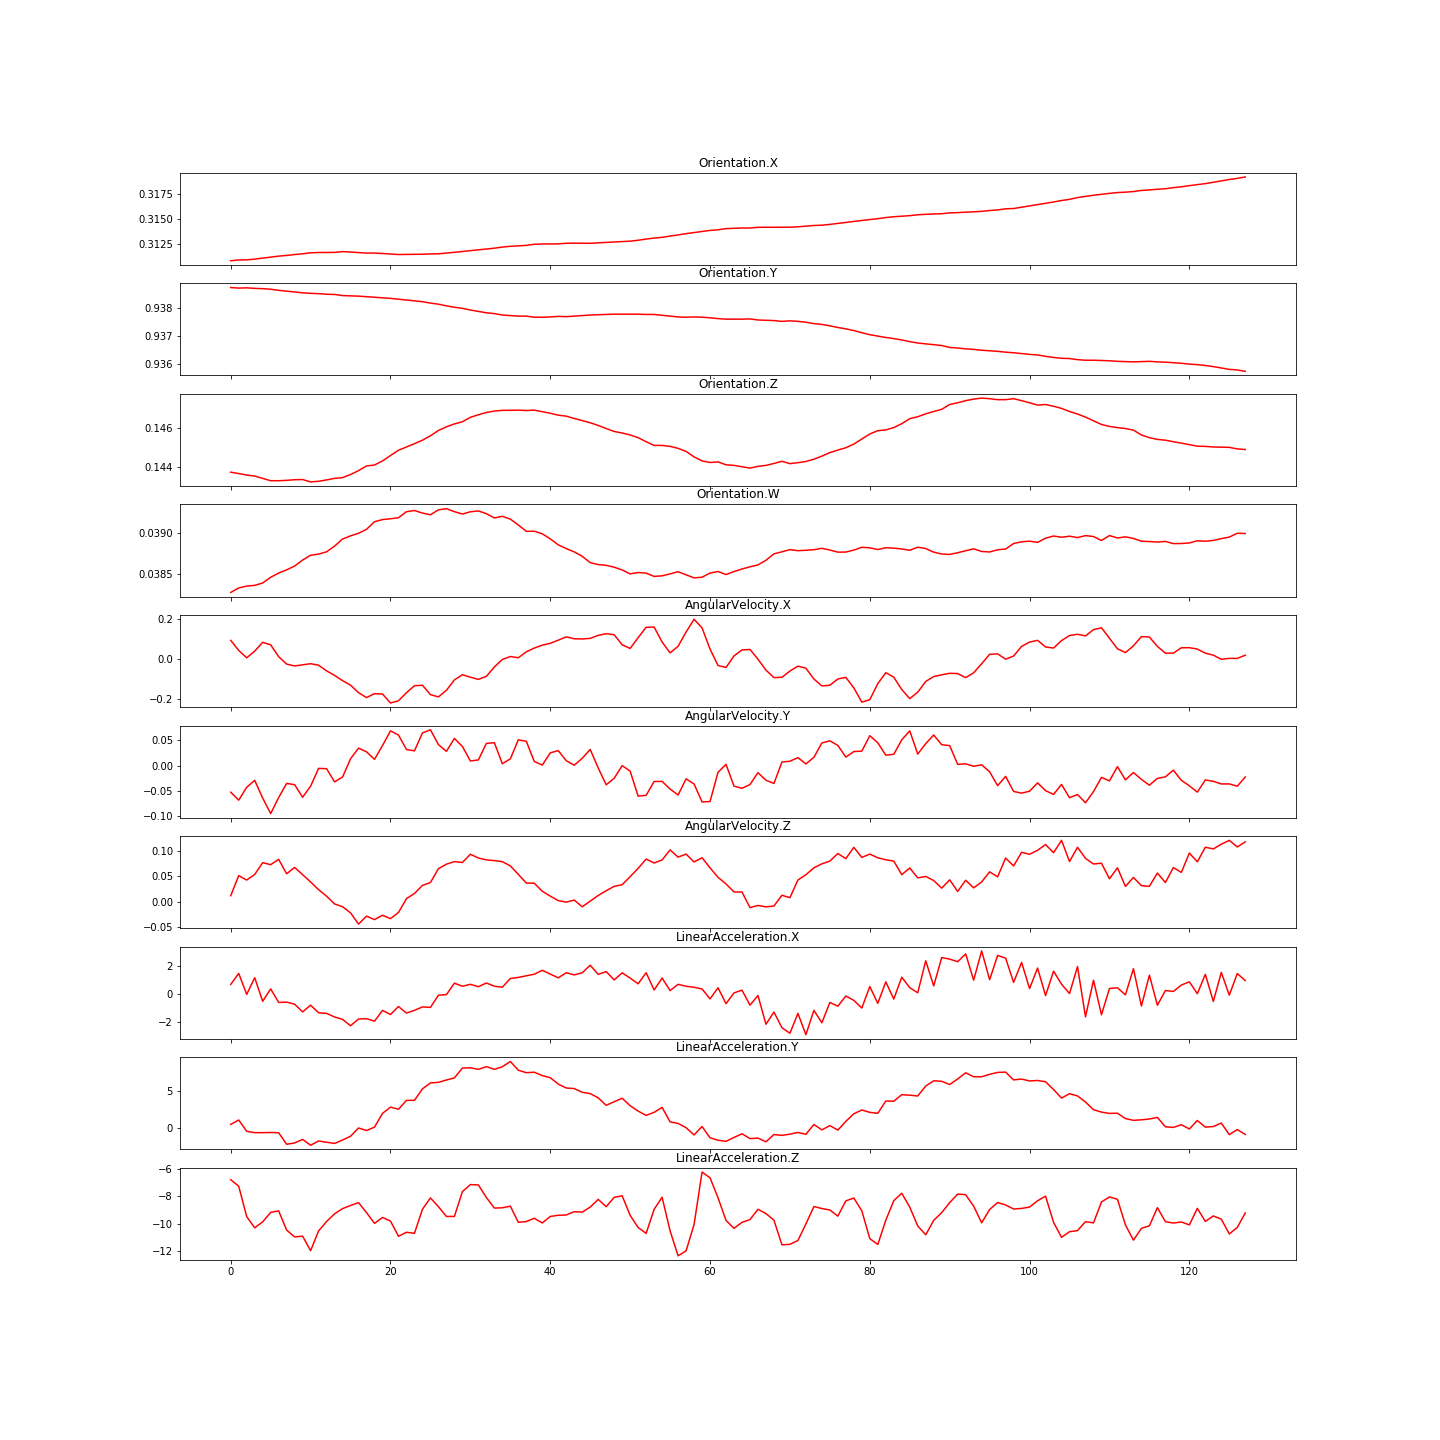 Orientation.X
0.3175
0.3150
0.3125
Orientation.Y
0.938
0.937
0.936
Orientation.Z
0.146
0.144
Orientation.W
0.0390
0.0385
AngularVelocity.X
0.2
0.0
−0.2
AngularVelocity.Y
0.05
0.00
−0.05
−0.10
AngularVelocity.Z
0.10
0.05
0.00
−0.05
LinearAcceleration.X
2
0
−2
LinearAcceleration.Y
5
0
LinearAcceleration.Z
−6
−8
−10
−12
0 20 40 60 80 100 120